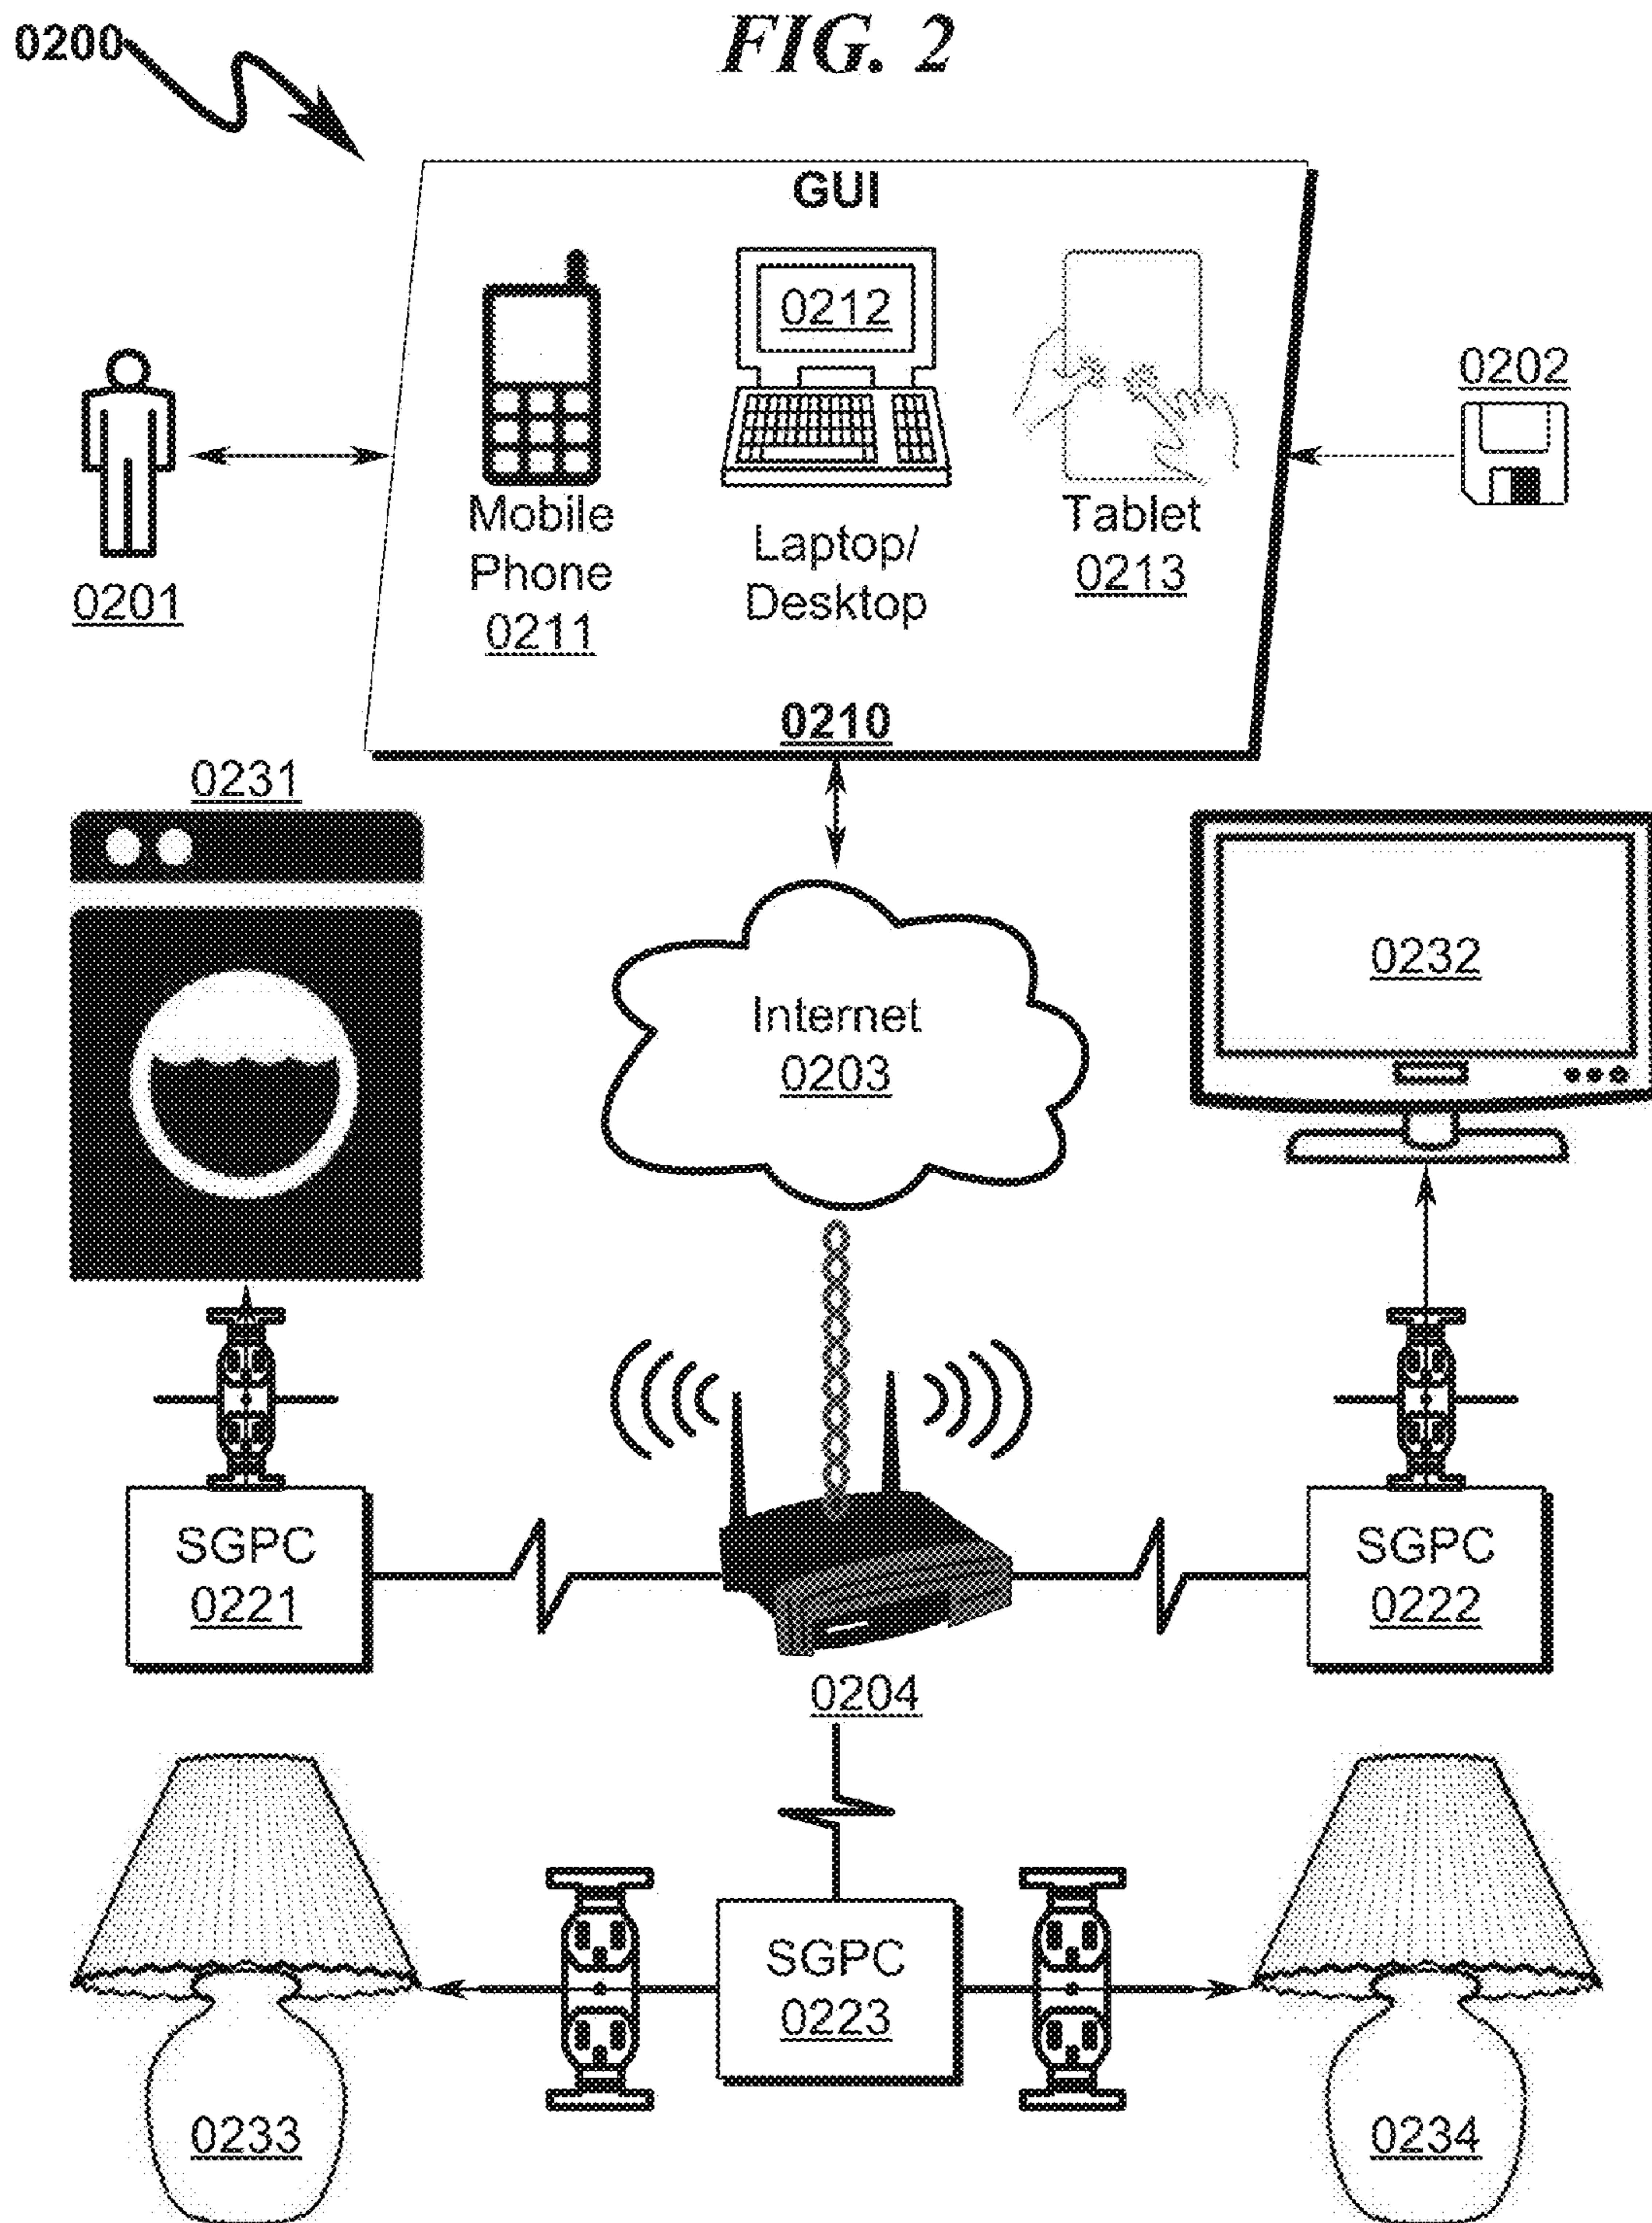 FIG. 2
0200
GUI
0212
0202
Mobile
Phone
0211
Laptop/
Desktop
Tablet
0213
0201
0210
0231
0232
Internet
0203
SGPC
0221
SGPC
0222
0204
SGPC
0223
0233
0234